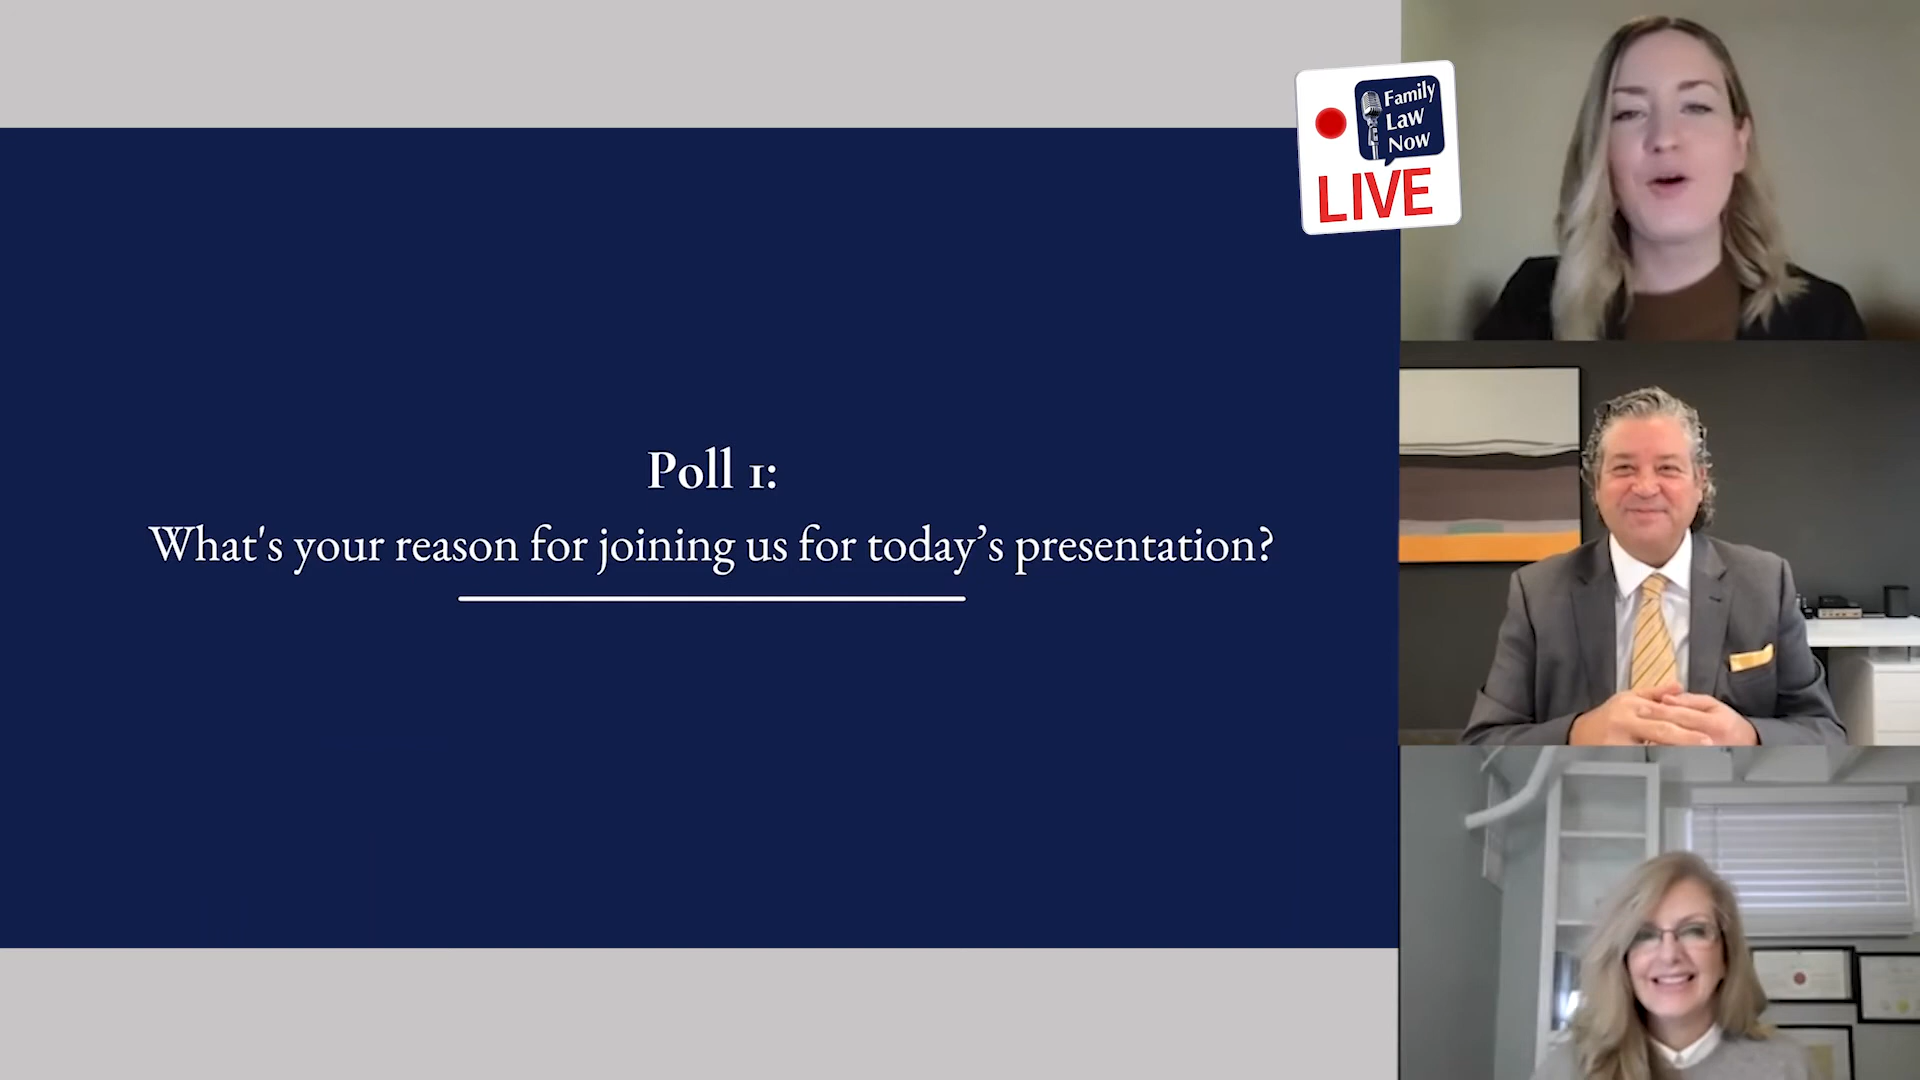 Poll 1:
What's your reason for joining us for today’s presentation?
Family
Law
Now
LIVE